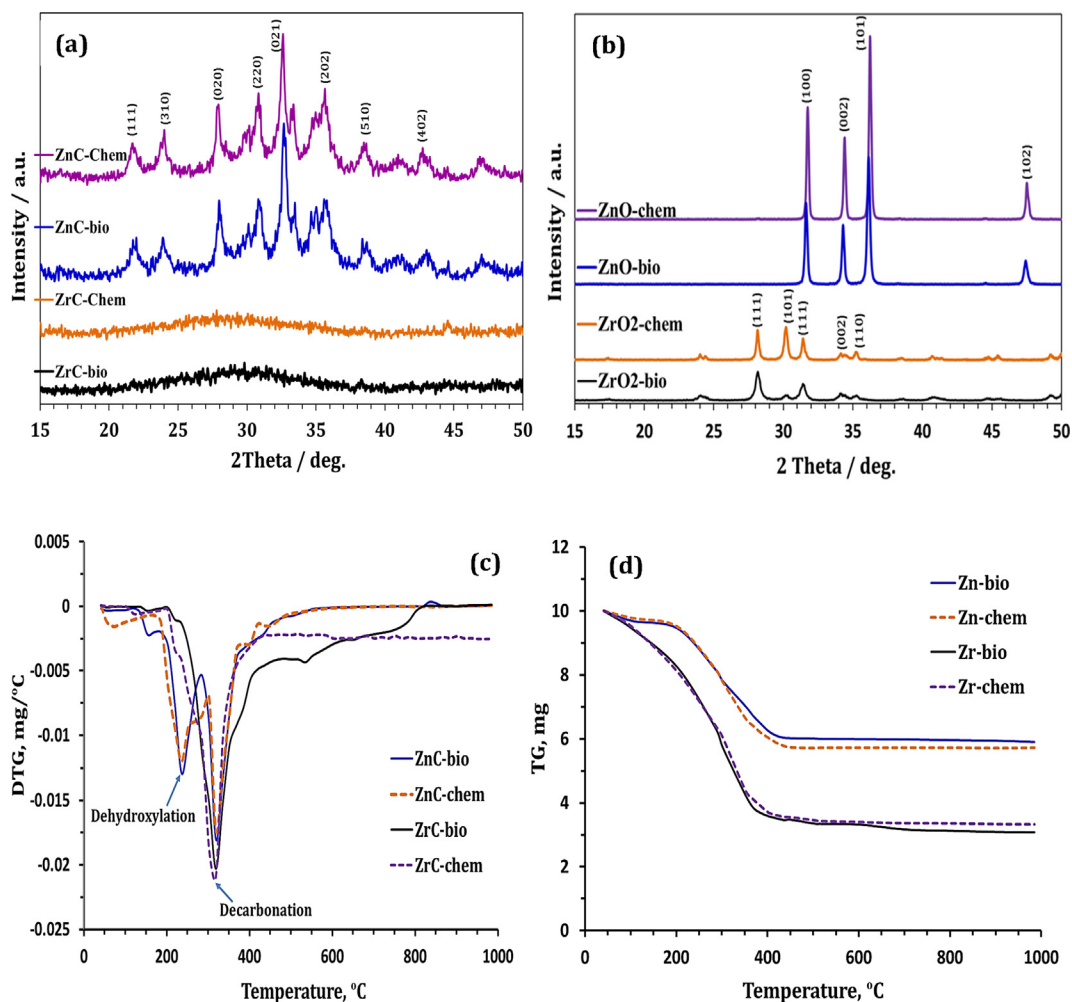 (a)
(111)
(310)
(020)
(220)
(021)
(202)
(510)
(402)
ZnC-Chem
ZnC-bio
ZrC-Chem
ZrC-bio
Intensity / a.u.
15 20 25 30 35 40 45 50
2Theta / deg.
(b)
(100)
(002)
(101)
(102)
ZnO-chem
ZnO-bio
(111)
(101)
(111)
(002)
(110)
ZrO2-chem
ZrO2-bio
Intensity / a.u.
15 20 25 30 35 40 45 50
2 Theta / deg.
(c)
0.005
0
-0.005
-0.01
-0.015
-0.02
-0.025
DTG, mg/°C
Dehydroxylation
Decarbonation
ZnC-bio
ZnC-chem
ZrC-bio
ZrC-chem
0 200 400 600 800 1000
Temperature, °C
(d)
12
10
8
6
4
2
0
TG, mg
Zn-bio
Zn-chem
Zr-bio
Zr-chem
0 200 400 600 800 1000
Temperature, °C